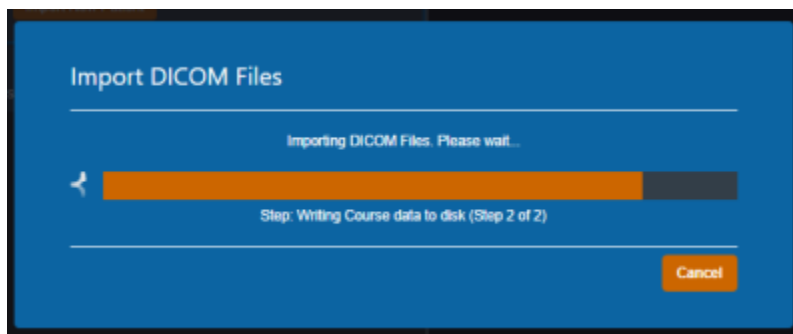 Import DICOM Files
Importing DICOM Files. Please wait...
Step: Writing Course data to disk (Step 2 of 2)
Cancel